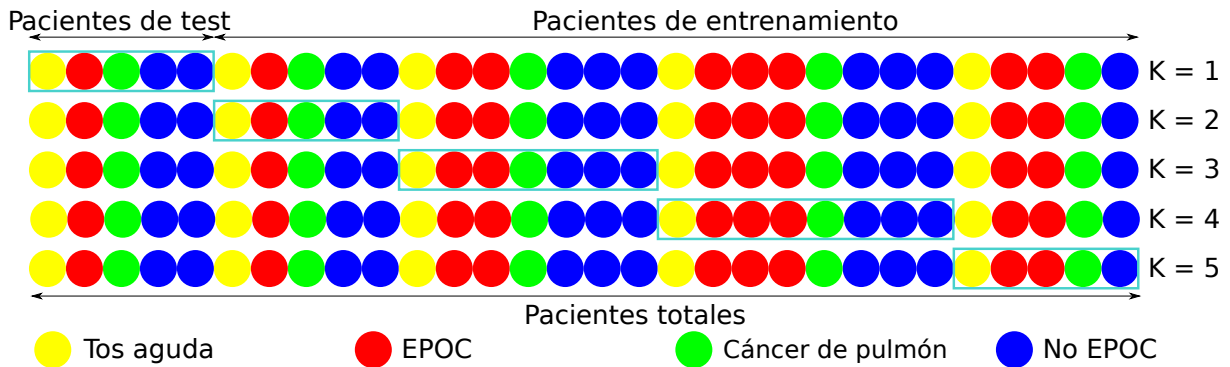 Pacientes de test
Pacientes de entrenamiento
K = 1
K = 2
K = 3
K = 4
K = 5
Pacientes totales
Tos aguda
EPOC
Cáncer de pulmón
No EPOC